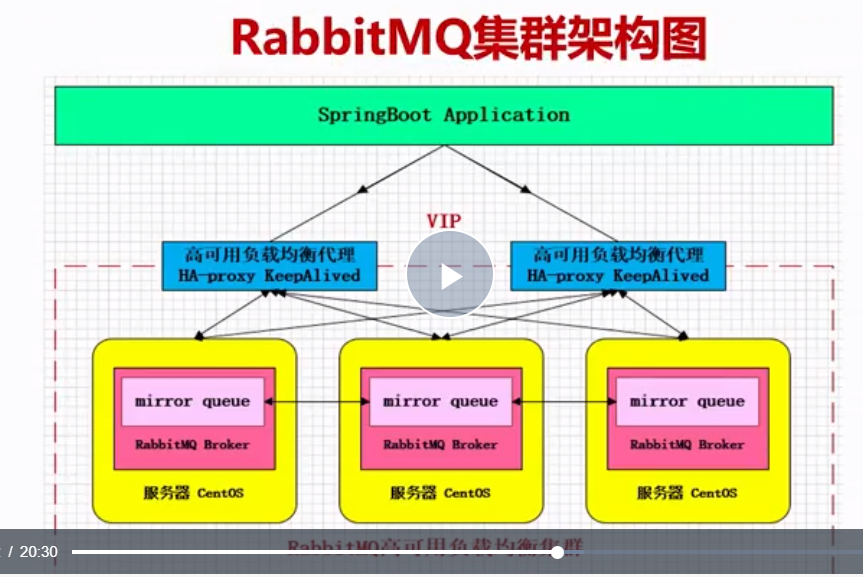 RabbitMQ集群架构图
SpringBoot Application
VIP
高可用负载均衡代理
HA-proxy KeepAlived
高可用负载均衡代理
HA-proxy KeepAlived
mirror queue
RabbitMQ Broker
服务器 CentOS
mirror queue
RabbitMQ Broker
服务器 CentOS
mirror queue
RabbitMQ Broker
服务器 CentOS
RabbitMQ高可用负载均衡集群
/ 20:30